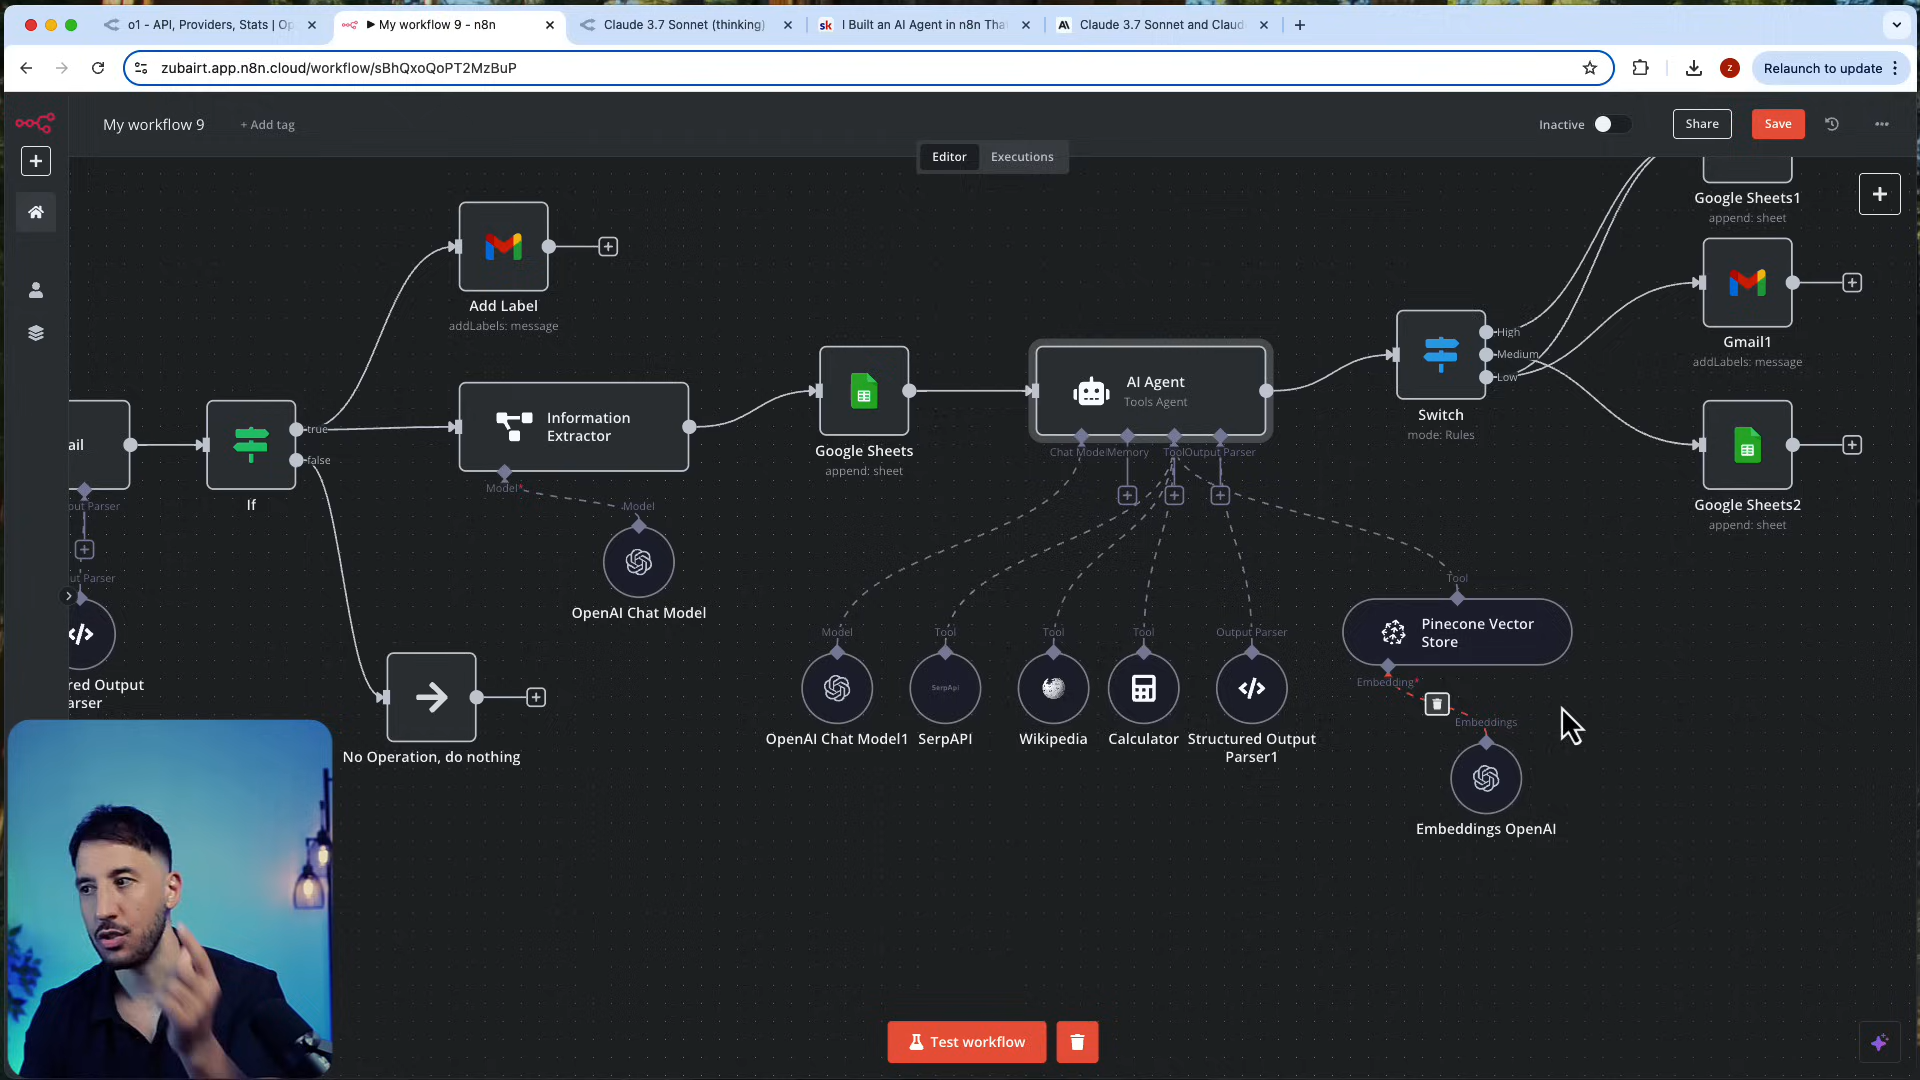 o1 - API, Providers, Stats | Op
My workflow 9 - n8n
Claude 3.7 Sonnet (thinking)
sk
I Built an AI Agent in n8n Tha
Claude 3.7 Sonnet and Claud
zubairt.app.n8n.cloud/workflow/sBhQxoQoPT2MzBuP
z
Relaunch to update
My workflow 9
+ Add tag
Inactive
Share
Save
Editor
Executions
Google Sheets1
append: sheet
Add Label
addLabels: message
Gmail1
addLabels: message
High
Medium
Low
Switch
mode: Rules
AI Agent
Tools Agent
Chat Model
Memory
Tool
Output Parser
Information
Extractor
Google Sheets
append: sheet
ail
true
false
If
Model*
Model
OpenAI Chat Model
Google Sheets2
append: sheet
put Parser
ut Parser
red Output
arser
Model
Tool
Tool
Tool
Output Parser
Tool
Pinecone Vector
Store
SerpApi
Embedding*
Embeddings
OpenAI Chat Model1
SerpAPI
Wikipedia
Calculator
Structured Output
Parser1
No Operation, do nothing
Embeddings OpenAI
Test workflow